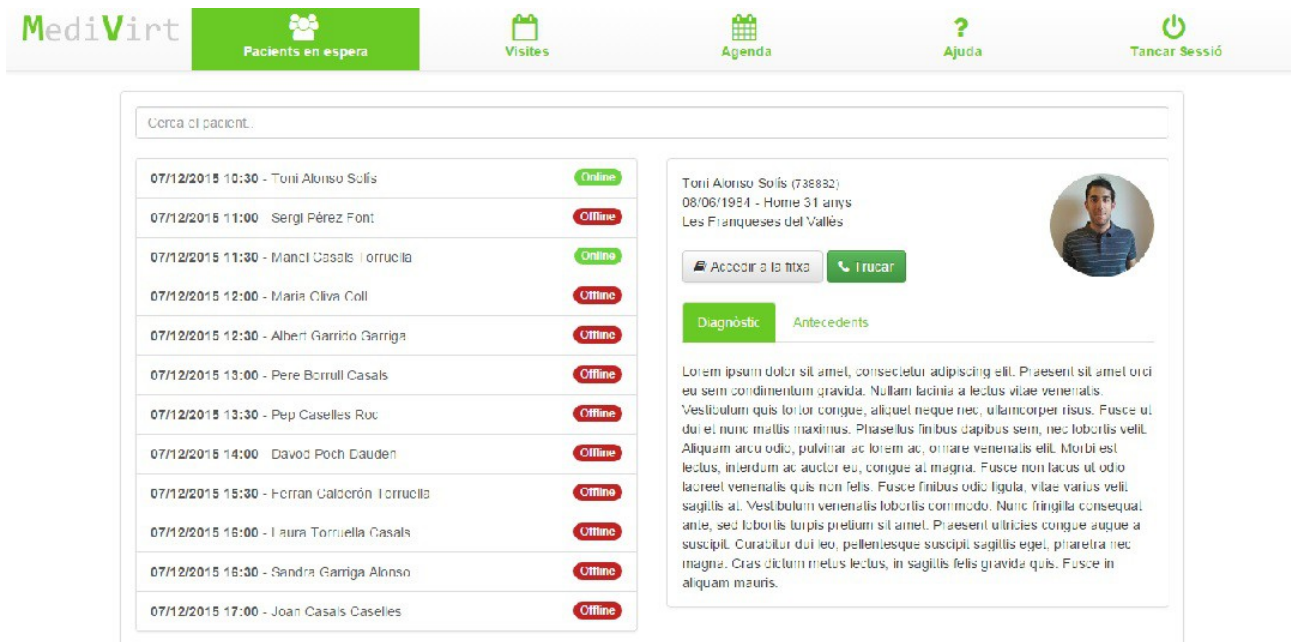 MediVirt
Pacients en espera
Visites
Agenda
Ajuda
Tancar Sessió
Cerca el pacient..
07/12/2015 10:30 - Toni Alonso Solís Online
07/12/2015 11:00 - Sergi Pérez Font Offline
07/12/2015 11:30 - Manel Casals Torruella Online
07/12/2015 12:00 - Maria Oliva Coll Offline
07/12/2015 12:30 - Albert Garrido Garriga Offline
07/12/2015 13:00 - Pere Borrull Casals Offline
07/12/2015 13:30 - Pep Caselles Roc Offline
07/12/2015 14:00 - Davod Poch Dauden Offline
07/12/2015 15:30 - Ferran Calderón Torruella Offline
07/12/2015 16:00 - Laura Torruella Casals Offline
07/12/2015 16:30 - Sandra Garriga Alonso Offline
07/12/2015 17:00 - Joan Casals Caselles Offline
Toni Alonso Solís (738882)
08/06/1984 - Home 31 anys
Les Franqueses del Vallès
Accedir a la fitxa
Trucar
Diagnòstic
Antecedents
Lorem ipsum dolor sit amet, consectetur adipiscing elit. Praesent sit amet orci
eu sem condimentum gravida. Nullam lacinia a lectus vitae venenatis.
Vestibulum quis tortor congue, aliquet neque nec, ullamcorper risus. Fusce ut
dui et nunc mattis maximus. Phasellus finibus dapibus sem, nec lobortis velit.
Aliquam arcu odio, pulvinar ac lorem ac, ornare venenatis elit. Morbi est
lectus, interdum ac auctor eu, congue at magna. Fusce non lacus ut odio
laoreet venenatis quis non felis. Fusce finibus odio ligula, vitae varius velit
sagittis at. Vestibulum venenatis lobortis commodo. Nunc fringilla consequat
ante, sed lobortis turpis pretium sit amet. Praesent ultricies congue augue a
suscipit. Curabitur dui leo, pellentesque suscipit sagittis eget, pharetra nec
magna. Cras dictum metus lectus, in sagittis felis gravida quis. Fusce in
aliquam mauris.